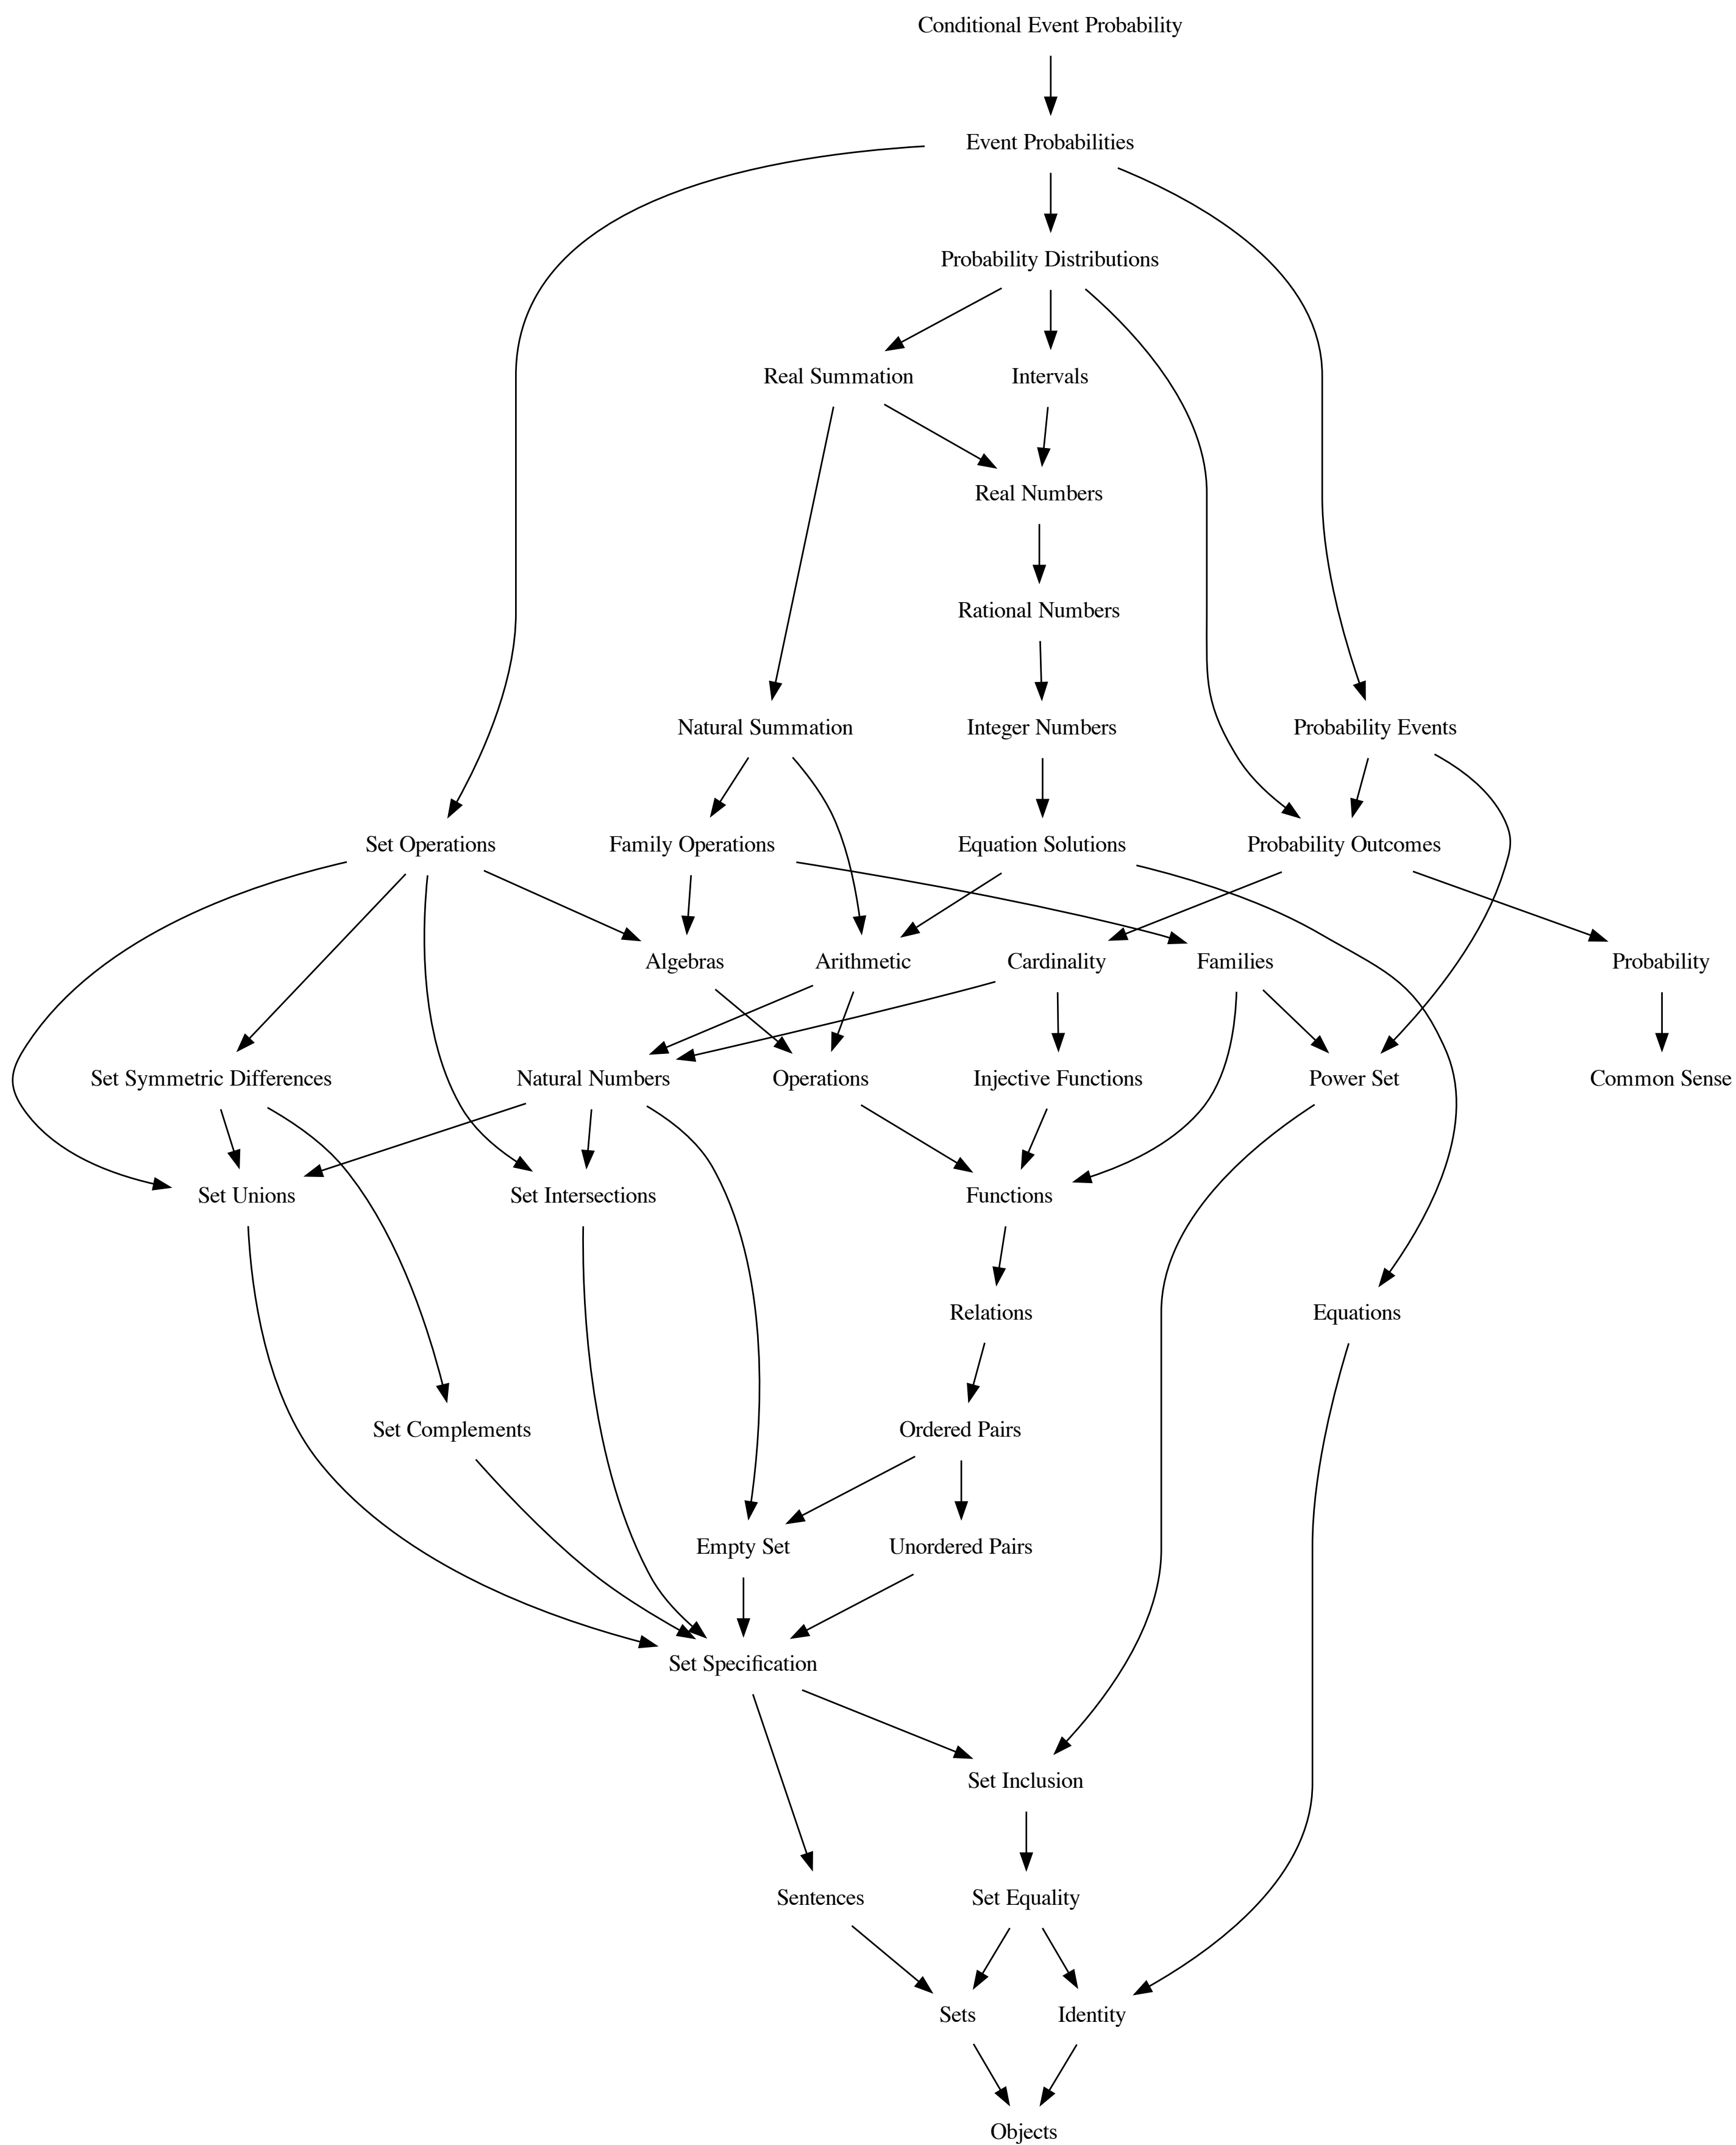 Conditional Event Probability
Event Probabilities
Probability Distributions
Real Summation
Intervals
Real Numbers
Rational Numbers
Natural Summation
Integer Numbers
Probability Events
Set Operations
Family Operations
Equation Solutions
Probability Outcomes
Algebras
Arithmetic
Cardinality
Families
Probability
Set Symmetric Differences
Natural Numbers
Operations
Injective Functions
Power Set
Common Sense
Set Unions
Set Intersections
Functions
Relations
Equations
Set Complements
Ordered Pairs
Empty Set
Unordered Pairs
Set Specification
Set Inclusion
Sentences
Set Equality
Sets
Identity
Objects